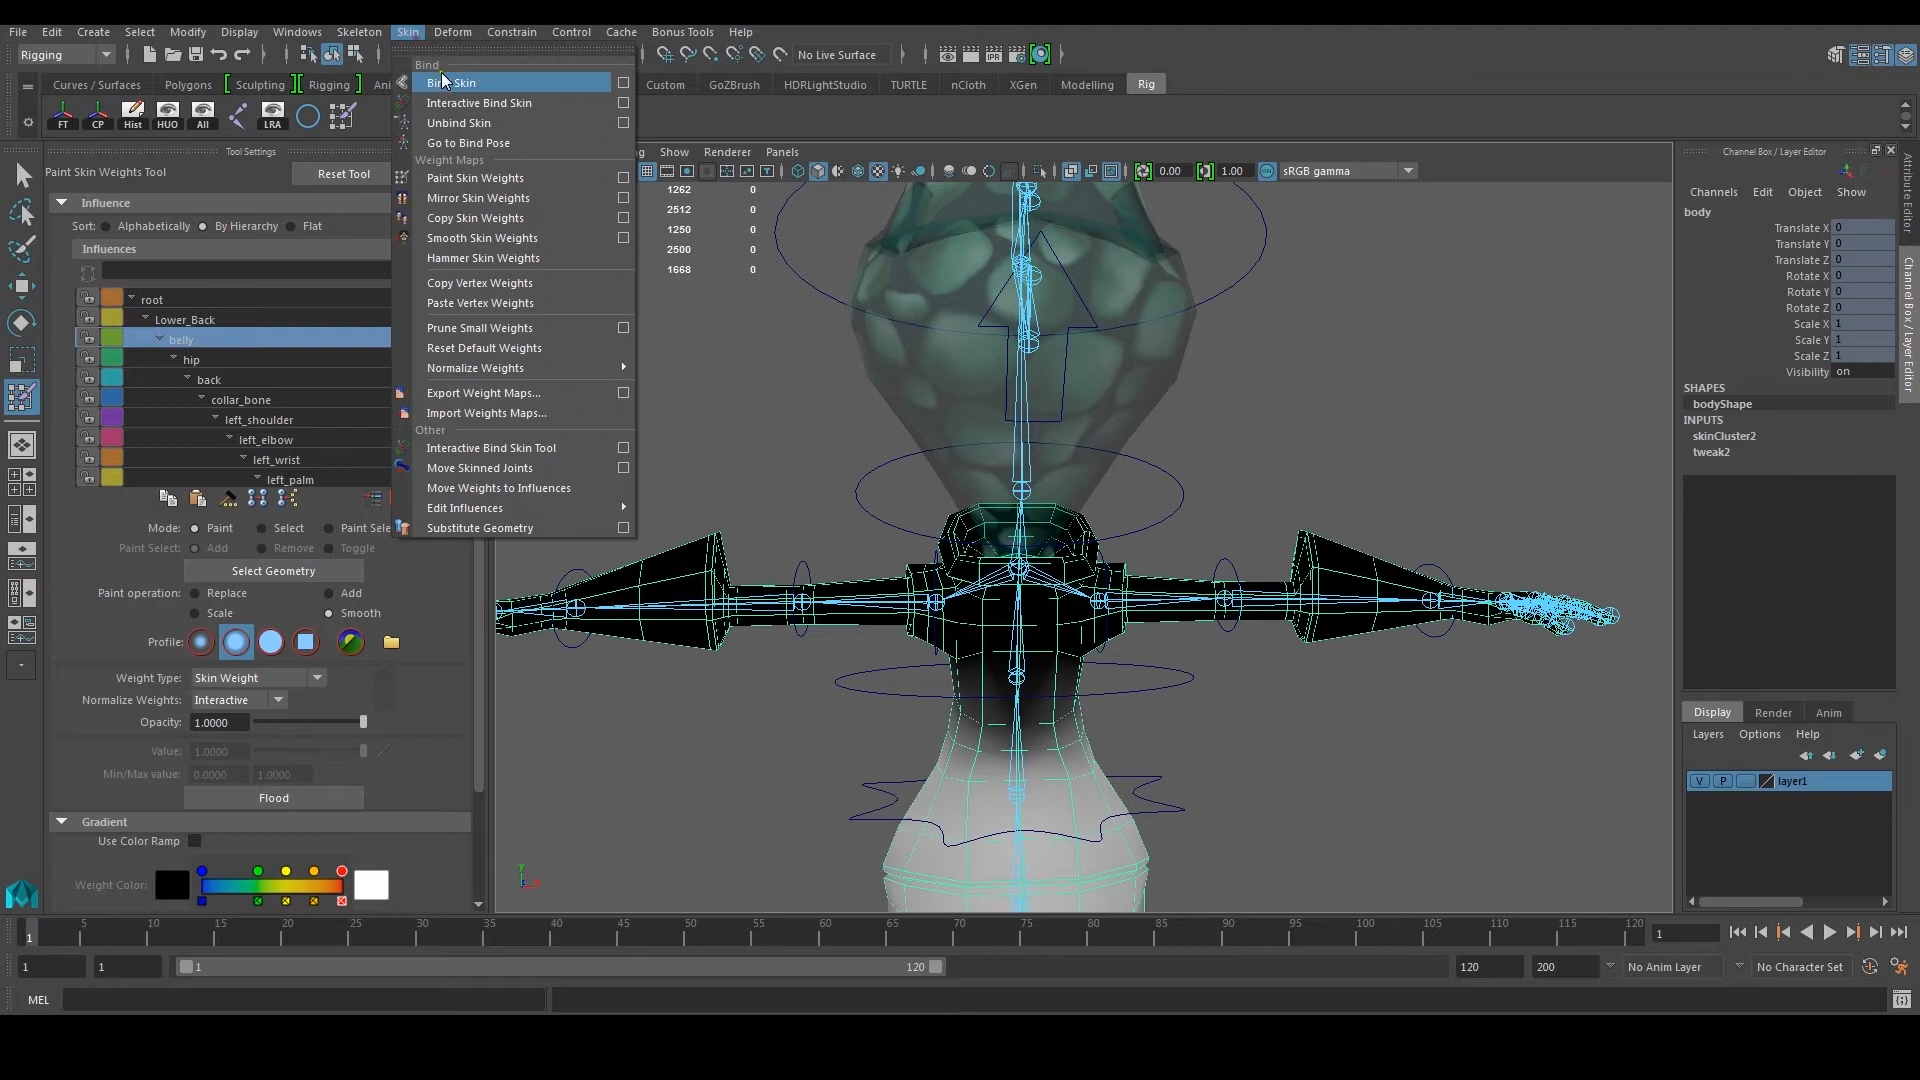 File Edit Create Select Modify Display Windows Skeleton Skin Deform Constrain Control Cache Bonus Tools Help
Rigging No Live Surface
Curves / Surfaces Polygons Sculpting Rigging Custom GoZBrush HDRLightStudio TURTLE nCloth XGen Modelling Rig
FT CP Hist HUO All LRA
Bind
Bind Skin
Interactive Bind Skin
Unbind Skin
Go to Bind Pose
Weight Maps
Paint Skin Weights
Mirror Skin Weights
Copy Skin Weights
Smooth Skin Weights
Hammer Skin Weights
Copy Vertex Weights
Paste Vertex Weights
Prune Small Weights
Reset Default Weights
Normalize Weights
Export Weight Maps...
Import Weights Maps...
Other
Interactive Bind Skin Tool
Move Skinned Joints
Move Weights to Influences
Edit Influences
Substitute Geometry
Tool Settings
Paint Skin Weights Tool Reset Tool
Influence
Sort: Alphabetically By Hierarchy Flat
Influences
root
Lower_Back
belly
hip
back
collar_bone
left_shoulder
left_elbow
left_wrist
left_palm
Mode: Paint Select Paint Sele
Paint Select: Add Remove Toggle
Select Geometry
Paint operation: Replace Add
Scale Smooth
Profile:
Weight Type: Skin Weight
Normalize Weights: Interactive
Opacity: 1.0000
Value: 1.0000
Min/Max value: 0.0000 1.0000
Flood
Gradient
Use Color Ramp
Weight Color:
Show Renderer Panels
0.00 1.00 sRGB gamma
1262 0
2512 0
1250 0
2500 0
1668 0
Channel Box / Layer Editor
Channels Edit Object Show
body
Translate X 0
Translate Y 0
Translate Z 0
Rotate X 0
Rotate Y 0
Rotate Z 0
Scale X 1
Scale Y 1
Scale Z 1
Visibility on
SHAPES
bodyShape
INPUTS
skinCluster2
tweak2
Display Render Anim
Layers Options Help
V P layer1
Attribute Editor
Channel Box / Layer Editor
5 10 15 20 25 30 35 40 45 50 55 60 65 70 75 80 85 90 95 100 105 110 115 120
1 1
1 1 1 120 120 200 No Anim Layer No Character Set
MEL